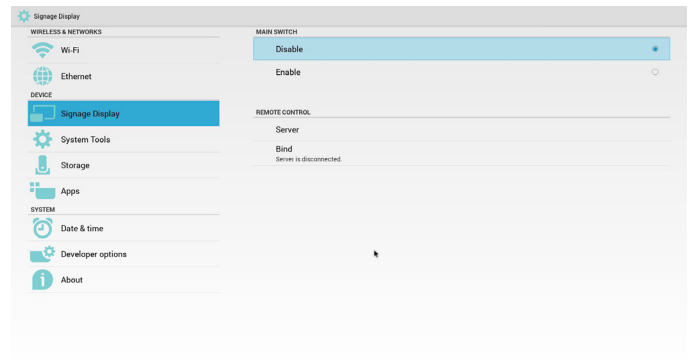 Signage Display
WIRELESS & NETWORKS
Wi-Fi
Ethernet
DEVICE
Signage Display
System Tools
Storage
Apps
SYSTEM
Date & time
Developer options
About
MAIN SWITCH
Disable
Enable
REMOTE CONTROL
Server
Bind
Server is disconnected.